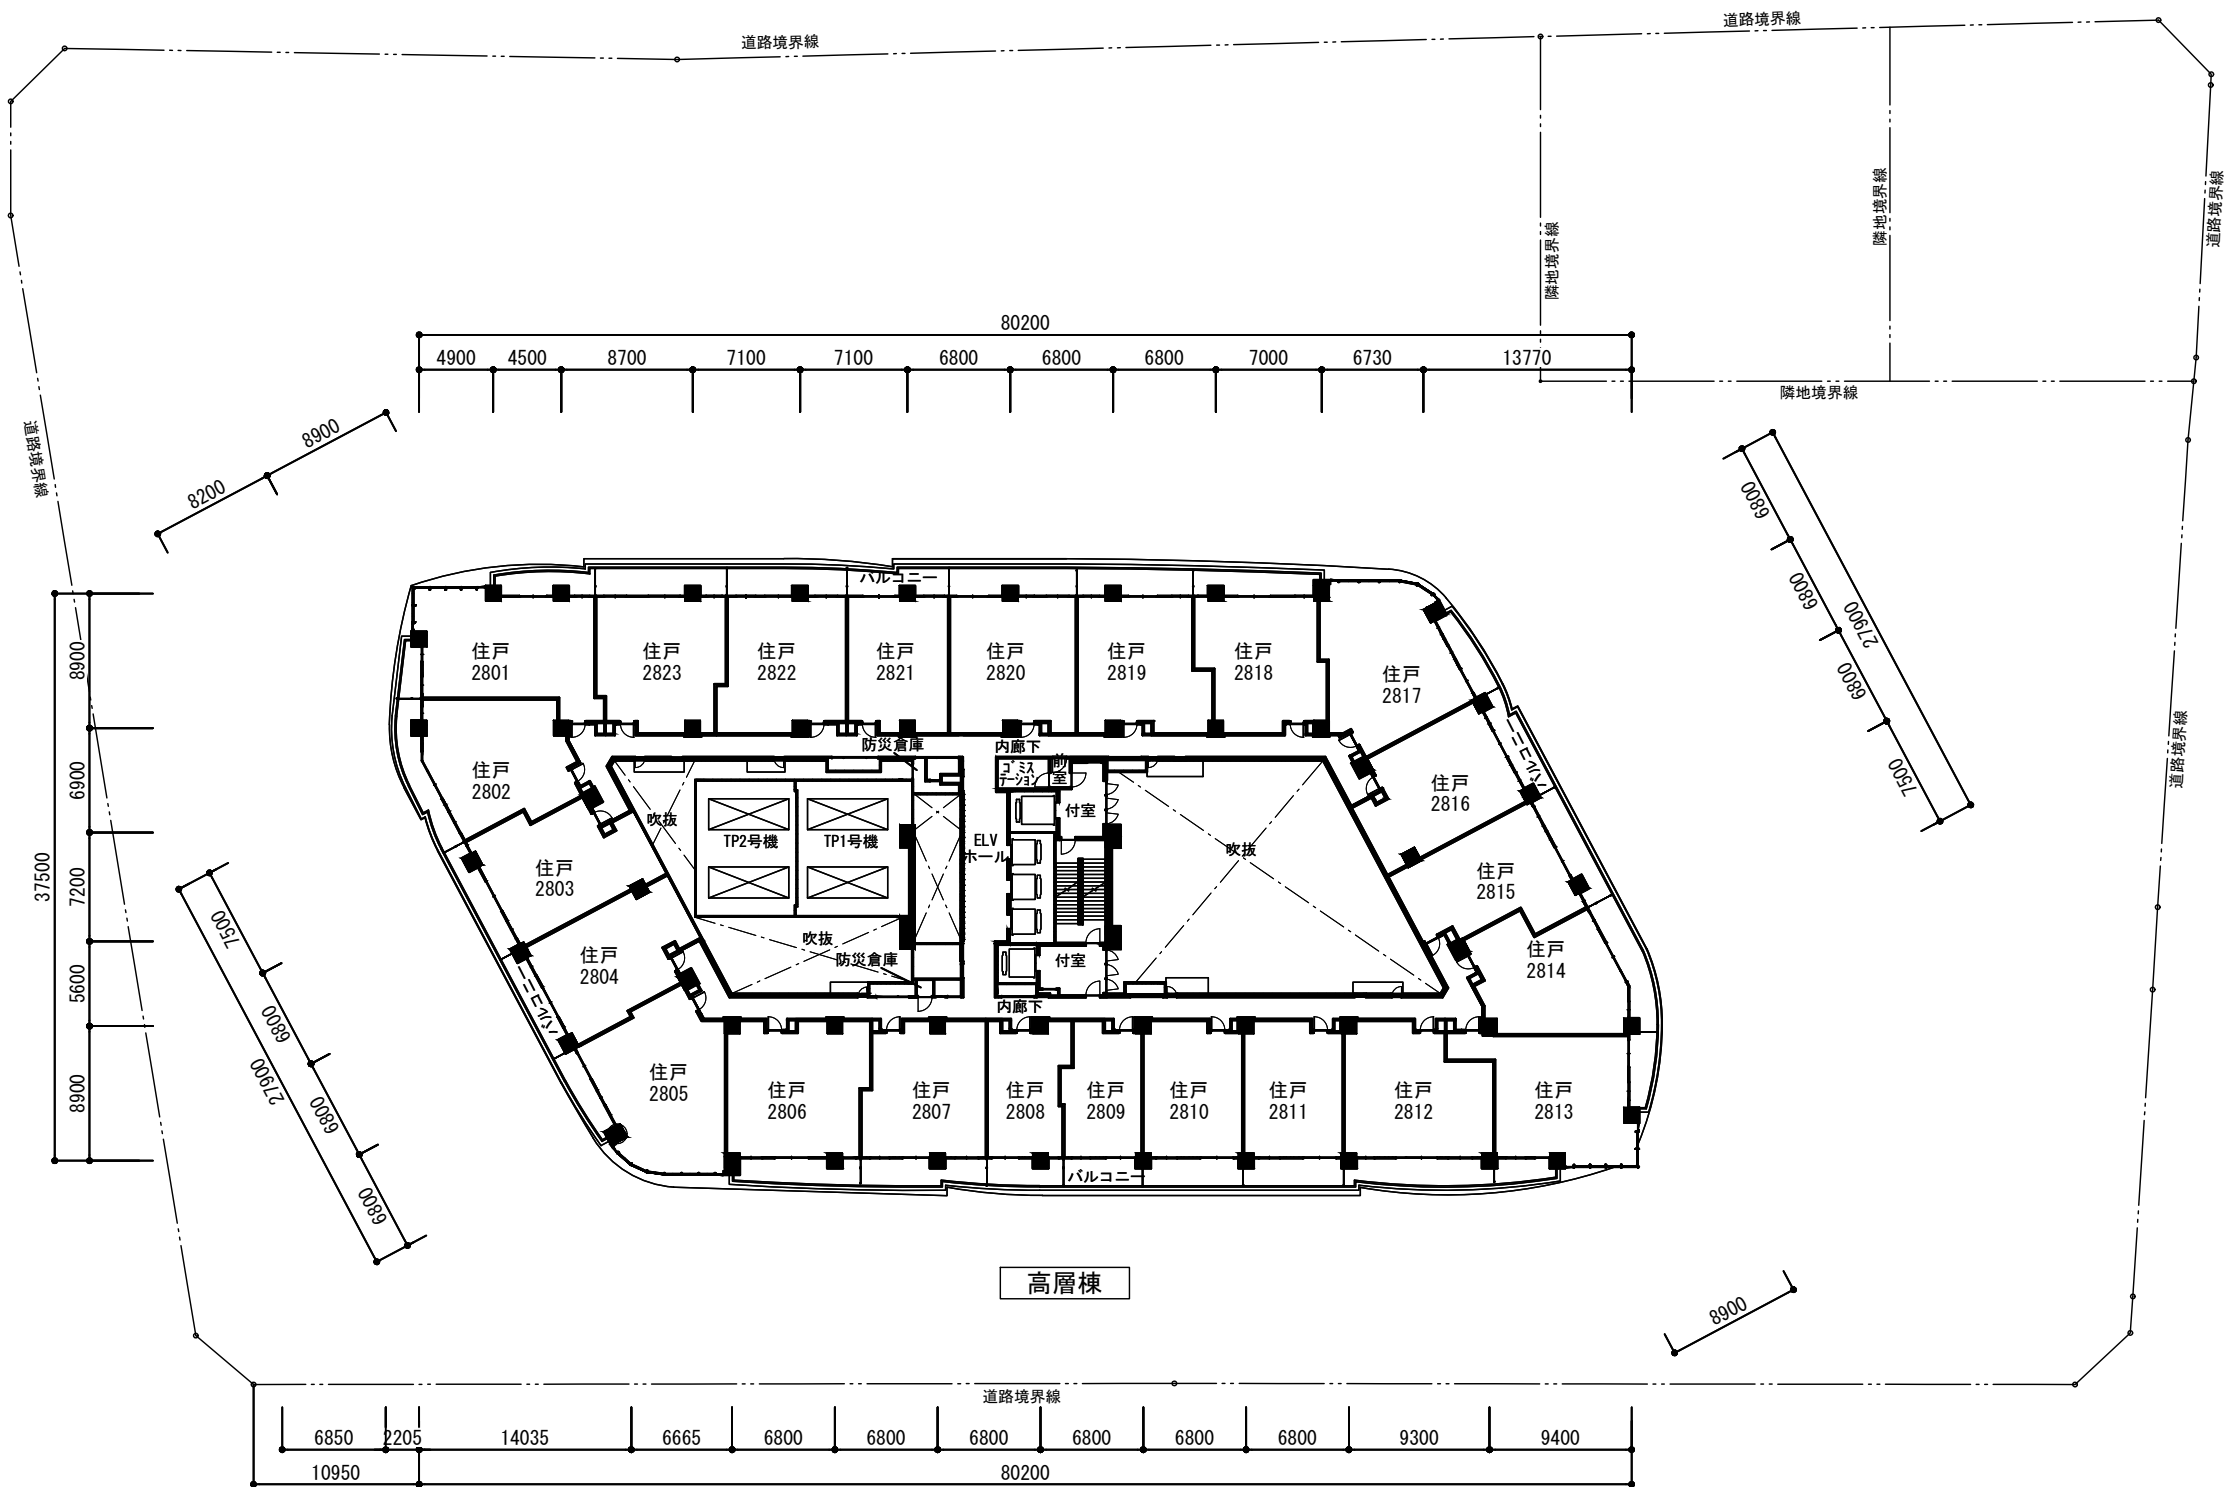 道路境界線
道路境界線
隣地境界線
隣地境界線
道路境界線
隣地境界線
道路境界線
道路境界線
80200
4900 4500 8700 7100 7100 6800 6800 6800 7000 6730 13770
8200 8900
6800 6800 6800 7500
27900
37500
8900 6900 7200 5600 8900
バルコニー
住戸
2801
住戸
2823
住戸
2822
住戸
2821
住戸
2820
住戸
2819
住戸
2818
住戸
2817
住戸
2802
住戸
2816
バルコニー
防災倉庫
内廊下
ゴミス
テーション
前
室
付室
吹抜
TP2号機
TP1号機
ELV
ホール
吹抜
住戸
2803
住戸
2815
吹抜
防災倉庫
付室
内廊下
住戸
2804
住戸
2814
バルコニー
住戸
2805
住戸
2806
住戸
2807
住戸
2808
住戸
2809
住戸
2810
住戸
2811
住戸
2812
住戸
2813
バルコニー
7500 6800 6800 6800
27900
高層棟
8900
道路境界線
6850 2205 14035 6665 6800 6800 6800 6800 6800 6800 9300 9400
10950 80200